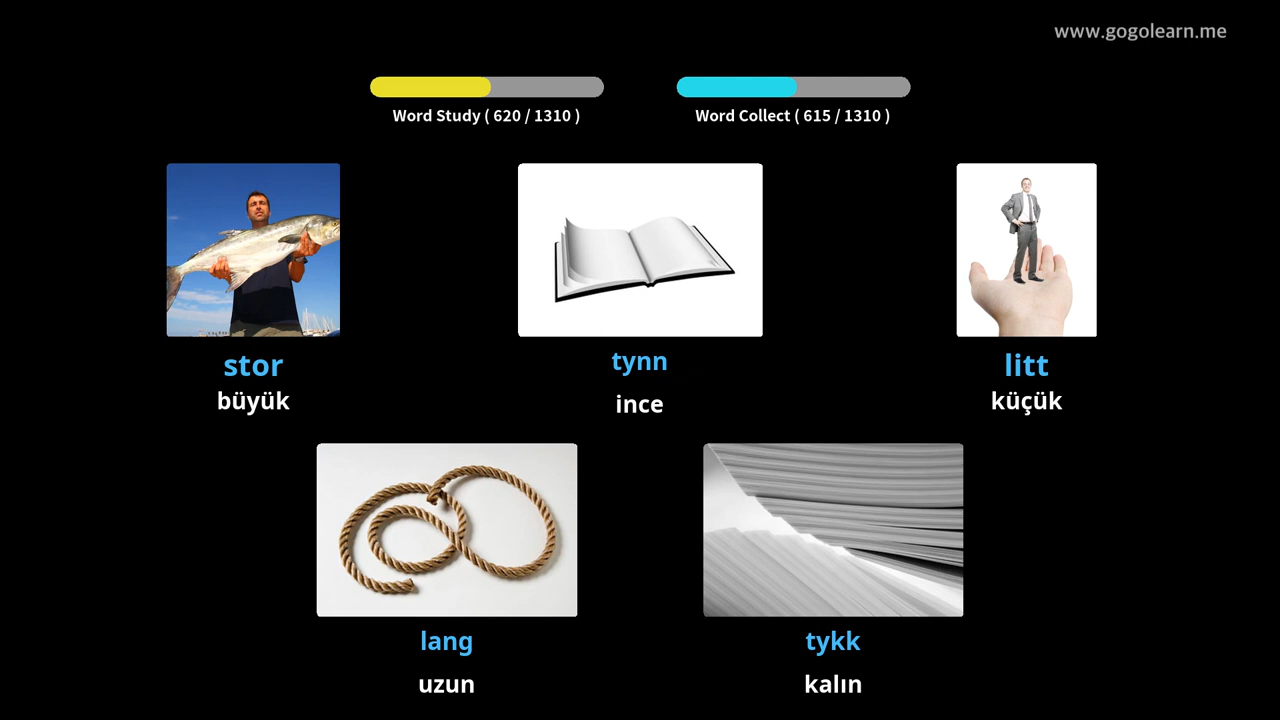 www.gogolearn.me
Word Study ( 620 / 1310 )
Word Collect ( 615 / 1310 )
stor
büyük
tynn
ince
litt
küçük
lang
uzun
tykk
kalın